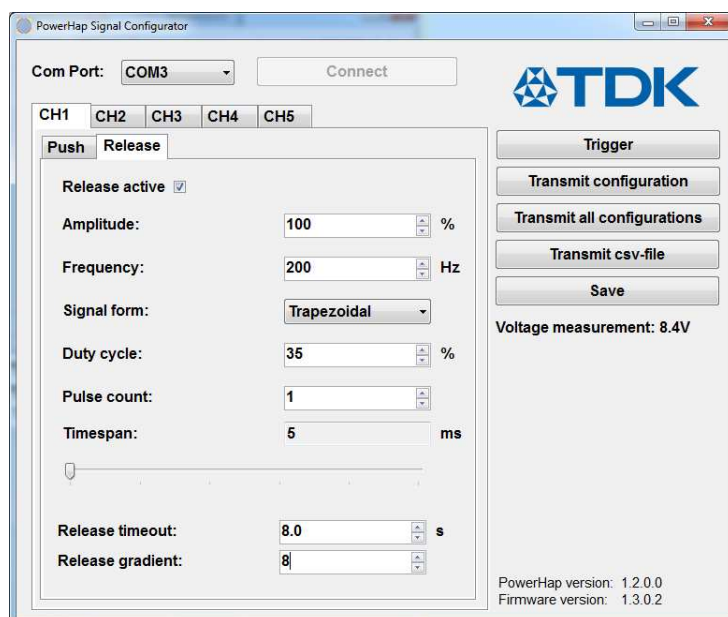 PowerHap Signal Configurator
Com Port: COM3 Connect
TDK
CH1 CH2 CH3 CH4 CH5
Push Release
Release active
Amplitude: 100 %
Frequency: 200 Hz
Signal form: Trapezoidal
Duty cycle: 35 %
Pulse count: 1
Timespan: 5 ms
Release timeout: 8.0 s
Release gradient: 8
Trigger
Transmit configuration
Transmit all configurations
Transmit csv-file
Save
Voltage measurement: 8.4V
PowerHap version: 1.2.0.0
Firmware version: 1.3.0.2